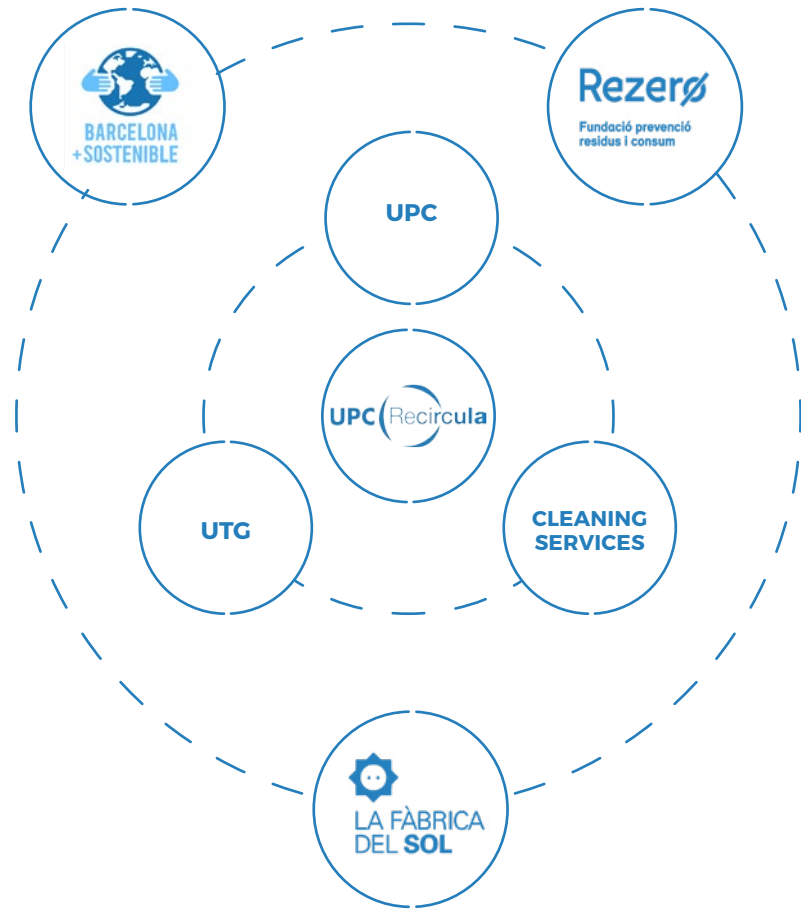 BARCELONA
+SOSTENIBLE
Rezerø
Fundació prevenció
residus i consum
UPC
UPC Recircula
UTG
CLEANING
SERVICES
LA FÀBRICA
DEL SOL